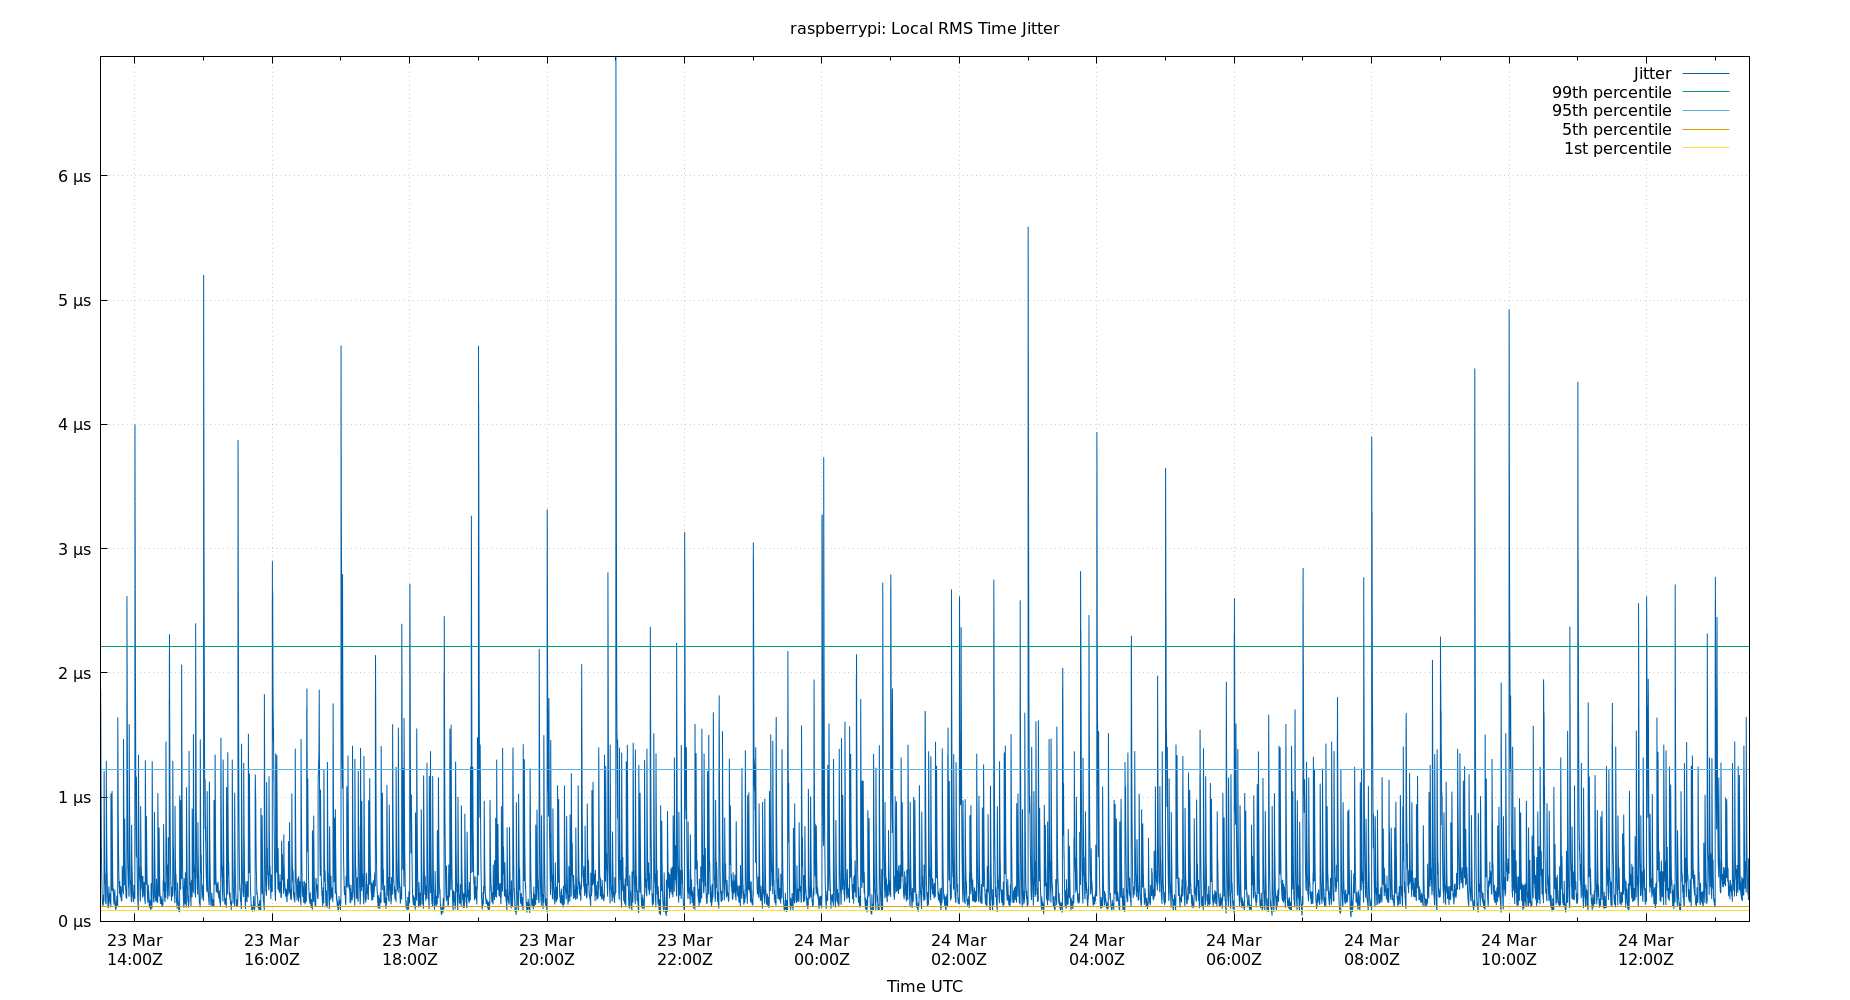 raspberrypi: Local RMS Time Jitter
Jitter
99th percentile
95th percentile
5th percentile
1st percentile
6 µs
5 µs
4 µs
3 µs
2 µs
1 µs
0 µs
23 Mar 23 Mar 23 Mar 23 Mar 23 Mar 24 Mar 24 Mar 24 Mar 24 Mar 24 Mar 24 Mar 24 Mar
14:00Z 16:00Z 18:00Z 20:00Z 22:00Z 00:00Z 02:00Z 04:00Z 06:00Z 08:00Z 10:00Z 12:00Z
Time UTC